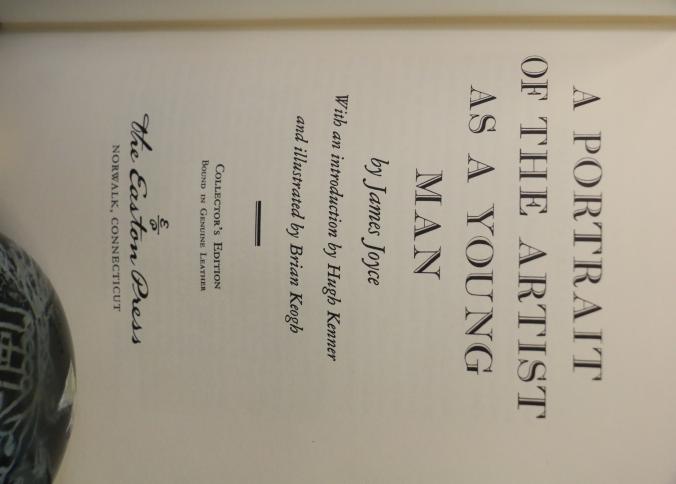 A PORTRAIT
OF THE ARTIST
AS A YOUNG
MAN
by James Joyce
With an introduction by Hugh Kenner
and illustrated by Brian Keogh
COLLECTOR'S EDITION
BOUND IN GENUINE LEATHER
EP
The Easton Press
NORWALK, CONNECTICUT